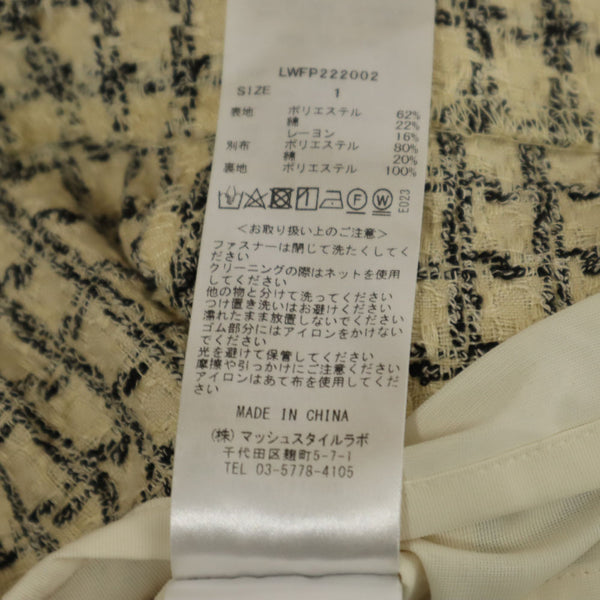 LWFP222002
SIZE 1
表地 ポリエステル 62%
綿 22%
レーヨン 16%
別布 ポリエステル 80%
綿 20%
裏地 ポリエステル 100%
F W E023
<お取り扱い上のご注意>
ファスナーは閉じて洗たくしてく
ださい
クリーニングの際はネットを使用
してください
他の物と分けて洗ってください
つけ置き洗いはお避けください
濡れたまま放置しないでください
ゴム部分にはアイロンをかけない
でください
光を避けて保管してください
摩擦や引っかけにご注意ください
アイロンはあて布を使用してくだ
さい
MADE IN CHINA
(株) マッシュスタイルラボ
千代田区麹町5-7-1
TEL 03-5778-4105